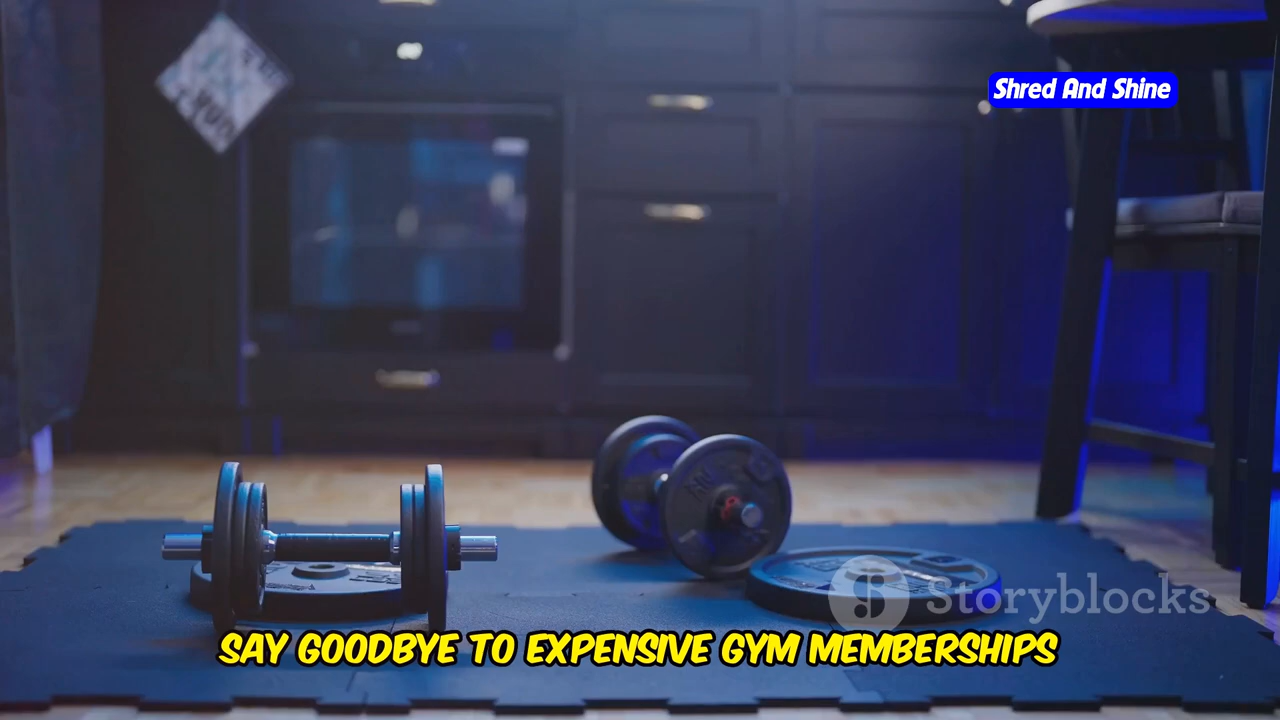 Shred And Shine
Storyblocks
SAY GOODBYE TO EXPENSIVE GYM MEMBERSHIPS